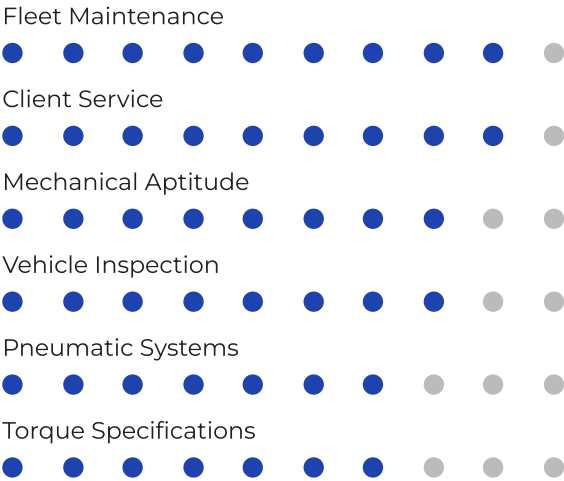 Fleet Maintenance
Client Service
Mechanical Aptitude
Vehicle Inspection
Pneumatic Systems
Torque Specifications